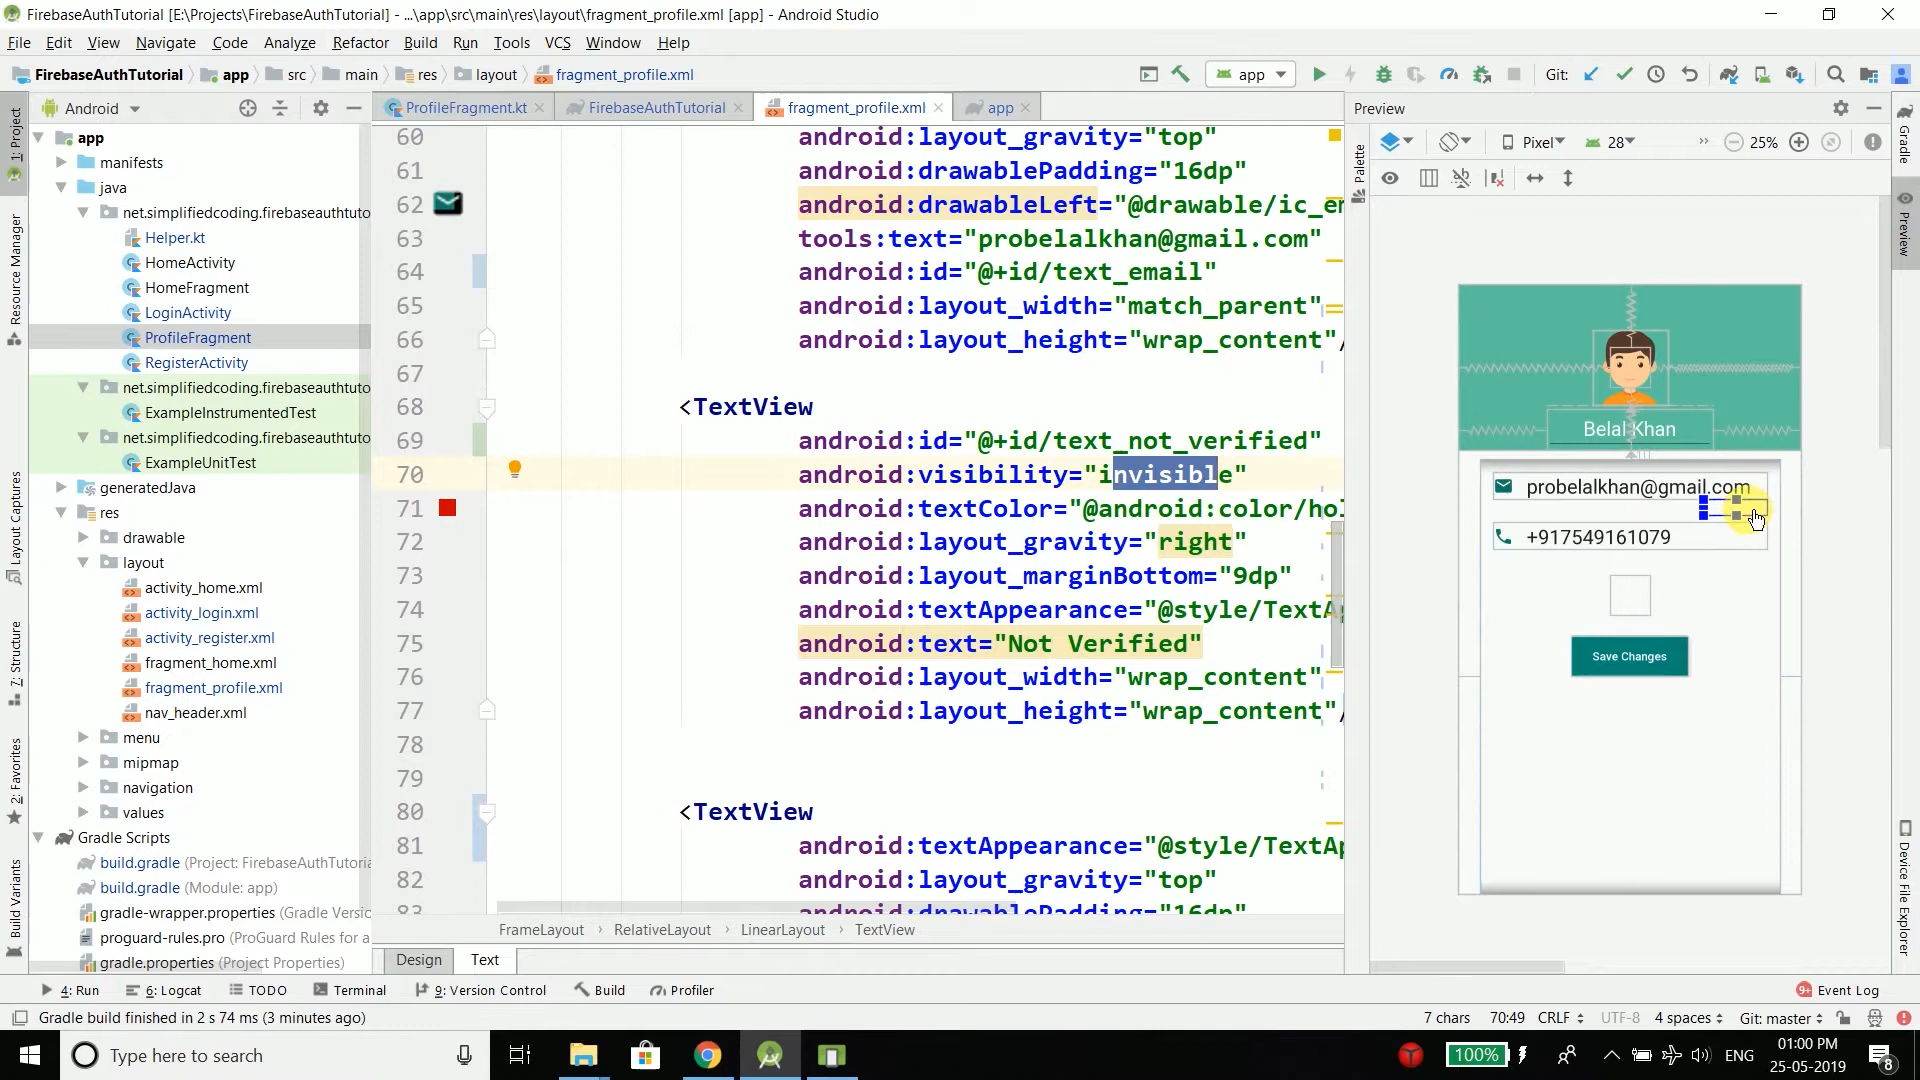 FirebaseAuthTutorial [E:\Projects\FirebaseAuthTutorial] - ...\app\src\main\res\layout\fragment_profile.xml [app] - Android Studio
File Edit View Navigate Code Analyze Refactor Build Run Tools VCS Window Help
FirebaseAuthTutorial app src main res layout fragment_profile.xml
app
Git:
Android
ProfileFragment.kt
FirebaseAuthTutorial
fragment_profile.xml
app
Preview
1: Project
Resource Manager
Layout Captures
7: Structure
2: Favorites
Build Variants
app
manifests
java
net.simplifiedcoding.firebaseauthtuto
Helper.kt
HomeActivity
HomeFragment
LoginActivity
ProfileFragment
RegisterActivity
net.simplifiedcoding.firebaseauthtuto
ExampleInstrumentedTest
net.simplifiedcoding.firebaseauthtuto
ExampleUnitTest
generatedJava
res
drawable
layout
activity_home.xml
activity_login.xml
activity_register.xml
fragment_home.xml
fragment_profile.xml
nav_header.xml
menu
mipmap
navigation
values
Gradle Scripts
build.gradle (Project: FirebaseAuthTutoria
build.gradle (Module: app)
gradle-wrapper.properties (Gradle Versio
proguard-rules.pro (ProGuard Rules for a
gradle.properties (Project Properties)
60 android:layout_gravity="top"
61 android:drawablePadding="16dp"
62 android:drawableLeft="@drawable/ic_em
63 tools:text="probelalkhan@gmail.com"
64 android:id="@+id/text_email"
65 android:layout_width="match_parent"
66 android:layout_height="wrap_content"/
67
68 <TextView
69 android:id="@+id/text_not_verified"
70 android:visibility="invisible"
71 android:textColor="@android:color/hol
72 android:layout_gravity="right"
73 android:layout_marginBottom="9dp"
74 android:textAppearance="@style/TextAp
75 android:text="Not Verified"
76 android:layout_width="wrap_content"
77 android:layout_height="wrap_content"/
78
79
80 <TextView
81 android:textAppearance="@style/TextAp
82 android:layout_gravity="top"
83 android:drawablePadding="16dp"
FrameLayout › RelativeLayout › LinearLayout › TextView
Design Text
Palette
Pixel 28 » 25%
Belal Khan
probelalkhan@gmail.com
+917549161079
Save Changes
Gradle
Preview
Device File Explorer
4: Run 6: Logcat TODO Terminal 9: Version Control Build Profiler
9+ Event Log
Gradle build finished in 2 s 74 ms (3 minutes ago)
7 chars 70:49 CRLF UTF-8 4 spaces Git: master
Type here to search
100%
ENG
01:00 PM
25-05-2019
8